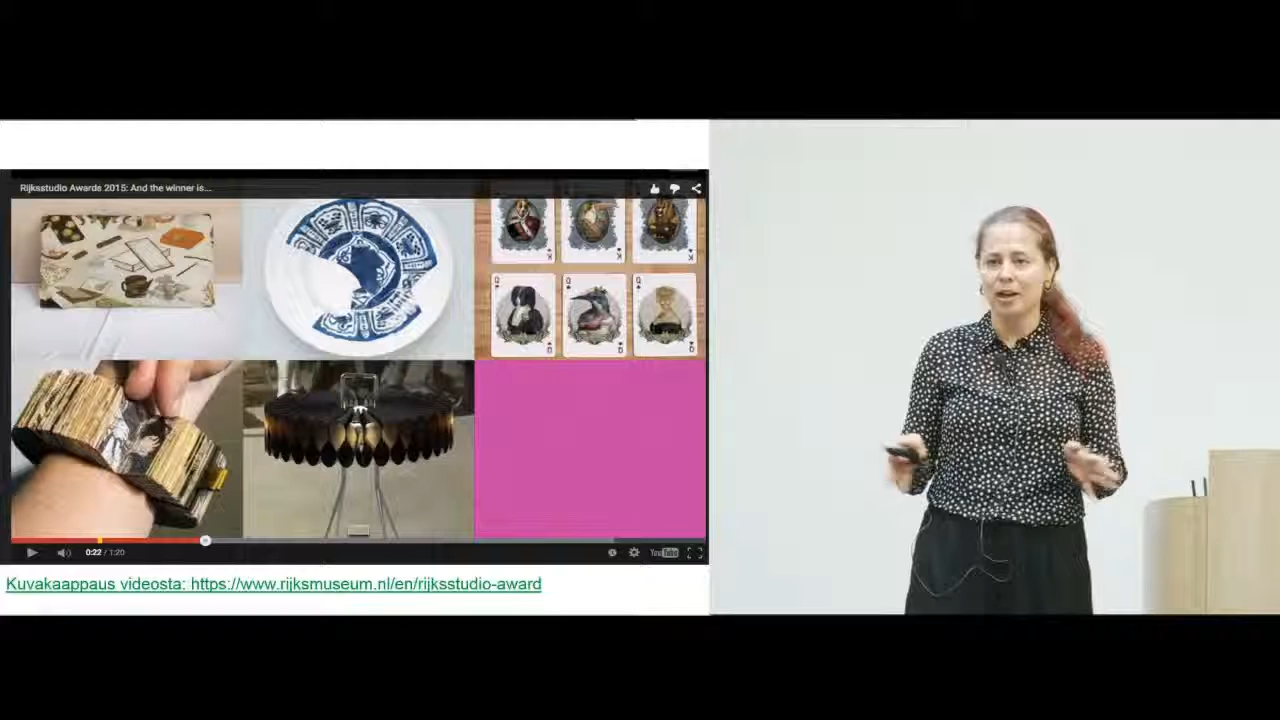 Rijksstudio Awards 2015: And the winner is...
K
K
K
Q
Q
Q
Q
Q
Q
0:22 / 1:20
YouTube
Kuvakaappaus videosta: https://www.rijksmuseum.nl/en/rijksstudio-award